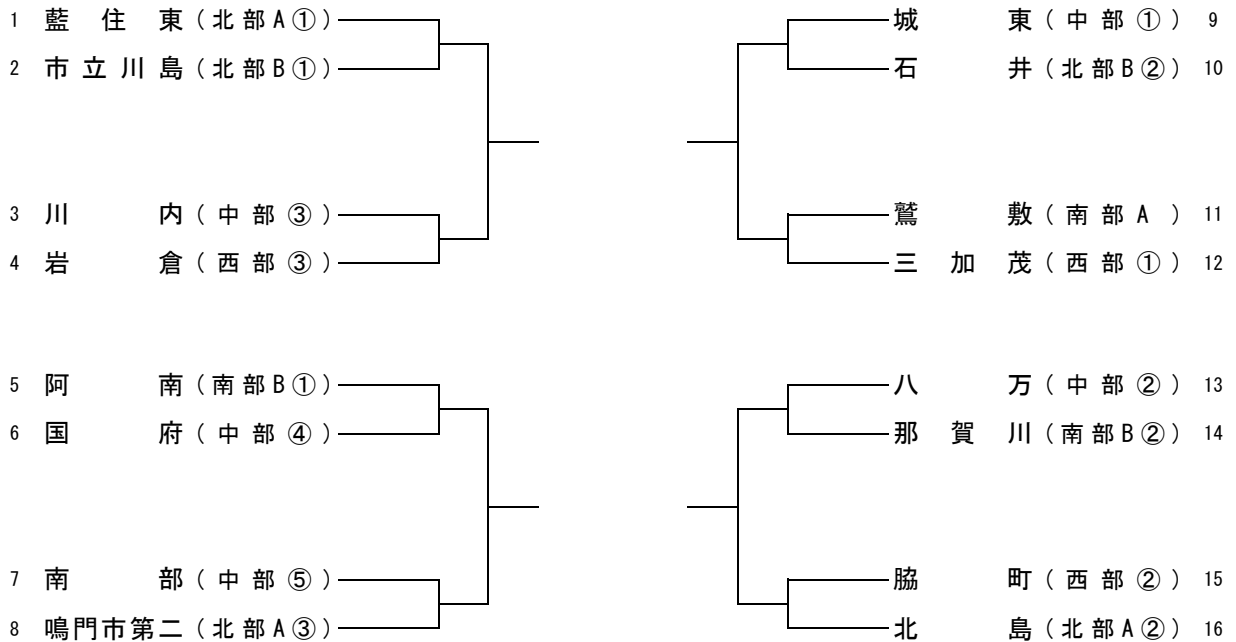 1 藍住東(北部A①)
2 市立川島(北部B①)
3 川内(中部③)
4 岩倉(西部③)
5 阿南(南部B①)
6 国府(中部④)
7 南部(中部⑤)
8 鳴門市第二(北部A③)
城東(中部①) 9
石井(北部B②) 10
鷲敷(南部A ) 11
三加茂(西部①) 12
八万(中部②) 13
那賀川(南部B②) 14
脇町(西部②) 15
北島(北部A②) 16